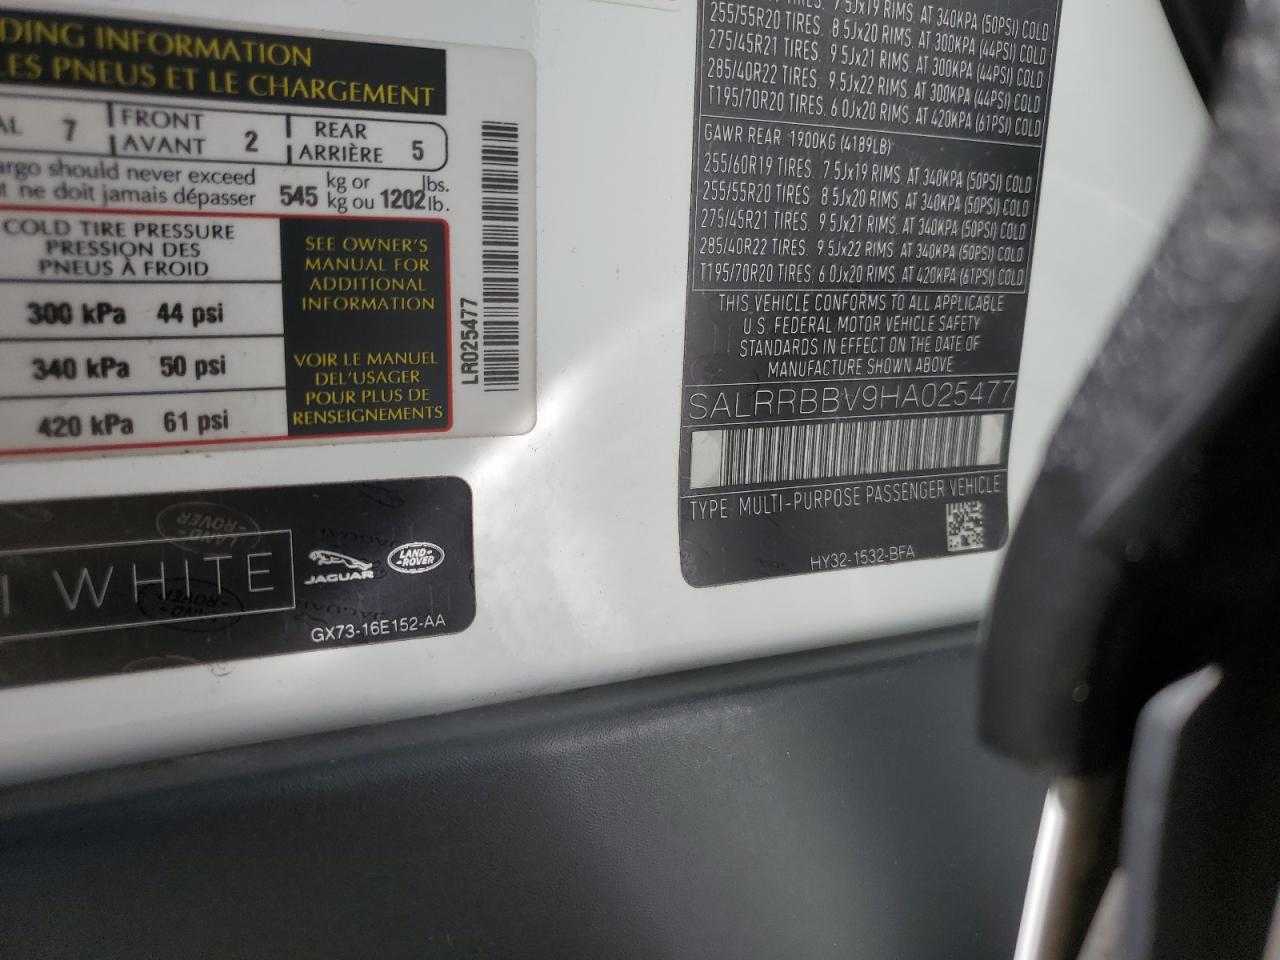 DING INFORMATION
LES PNEUS ET LE CHARGEMENT
AL 7 FRONT AVANT 2 REAR ARRIÈRE 5
argo should never exceed
ne doit jamais dépasser
545 kg or kg ou 1202 lbs. lb.
COLD TIRE PRESSURE
PRESSION DES
PNEUS À FROID
300 kPa 44 psi
340 kPa 50 psi
420 kPa 61 psi
SEE OWNER'S
MANUAL FOR
ADDITIONAL
INFORMATION
VOIR LE MANUEL
DEL'USAGER
POUR PLUS DE
RENSEIGNEMENTS
LR025477
LAND-ROVER
I WHITE
JAGUAR
LAND-ROVER
GX73-16E152-AA
TIRES. 7 5Jx19 RIMS. AT 340KPA (50PSI) COLD
255/55R20 TIRES. 8 5Jx20 RIMS. AT 300KPA (44PSI) COLD
275/45R21 TIRES. 9 5Jx21 RIMS. AT 300KPA (44PSI) COLD
285/40R22 TIRES. 9 5Jx22 RIMS. AT 300KPA (44PSI) COLD
T195/70R20 TIRES. 6 0Jx20 RIMS. AT 420KPA (61PSI) COLD
GAWR REAR 1900KG (4189LB)
255/60R19 TIRES. 7 5Jx19 RIMS. AT 340KPA (50PSI) COLD
255/55R20 TIRES. 8 5Jx20 RIMS. AT 340KPA (50PSI) COLD
275/45R21 TIRES. 9 5Jx21 RIMS. AT 340KPA (50PSI) COLD
285/40R22 TIRES. 9 5Jx22 RIMS. AT 340KPA (50PSI) COLD
T195/70R20 TIRES. 6 0Jx20 RIMS. AT 420KPA (61PSI) COLD
THIS VEHICLE CONFORMS TO ALL APPLICABLE
U.S. FEDERAL MOTOR VEHICLE SAFETY
STANDARDS IN EFFECT ON THE DATE OF
MANUFACTURE SHOWN ABOVE
SALRRBBV9HA025477
TYPE MULTI-PURPOSE PASSENGER VEHICLE
HY32-1532-BFA